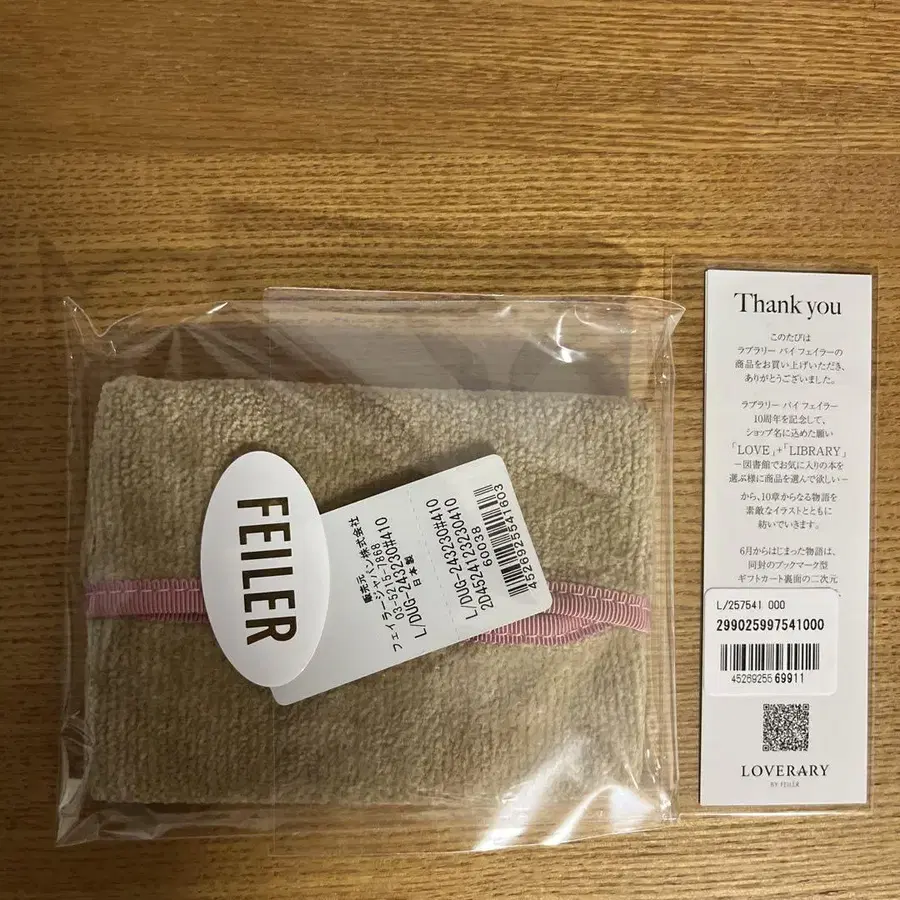 FEILER
販売元
フェイラージャパン株式会社
03-5215-7868
L/DUG-243230#410
日本製
L/DUG-243230#410
2D45241723230410
60038
4526925541603
Thank you
このたびは
ラブラリー バイ フェイラーの
商品をお買い上げいただき、
ありがとうございました。
ラブラリー バイ フェイラー
10周年を記念して、
ショップ名に込めた願い
「LOVE」+「LIBRARY」
−図書館でお気に入りの本を
選ぶ様に商品を選んで欲しい−
から、10章からなる物語を
素敵なイラストとともに
紡いでいきます。
6月からはじまった物語は、
同封のブックマーク型
ギフトカート裏面の二次元
L/257541 000
299025997541000
45269255 69911
LOVERARY
BY FEILER